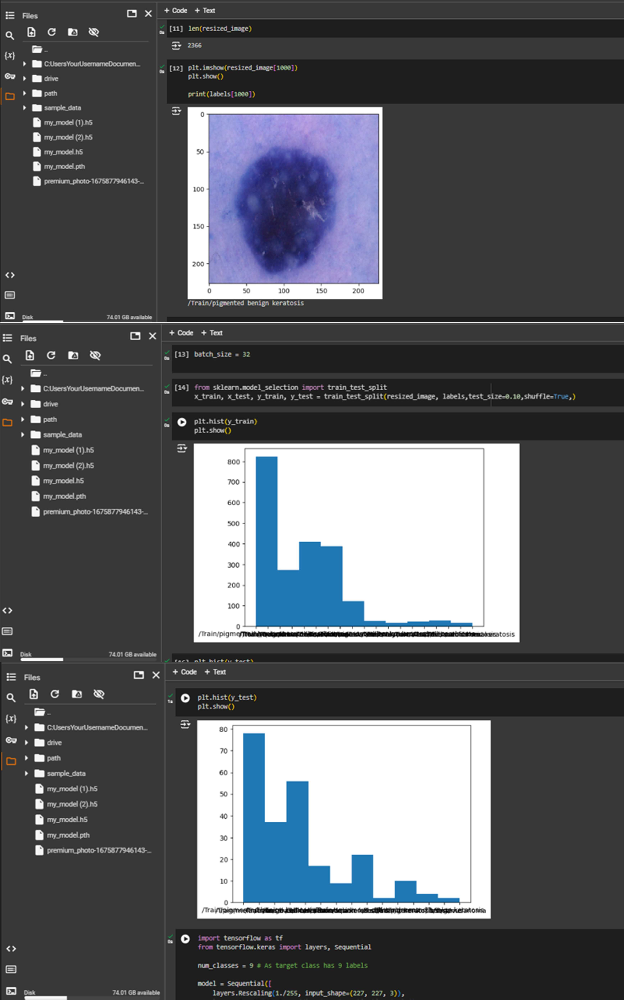 Files
..
C:UsersYourUsernameDocumen...
drive
path
sample_data
my_model (1).h5
my_model (2).h5
my_model.h5
my_model.pth
premium_photo-1675877946143-...
Disk
74.01 GB available
+ Code + Text
0s
[11] len(resized_image)
2366
0s
[12] plt.imshow(resized_image[1000])
plt.show()
print(labels[1000])
0
50
100
150
200
0 50 100 150 200
/Train/pigmented benign keratosis
Files
{x}
..
C:UsersYourUsernameDocumen...
drive
path
sample_data
my_model (1).h5
my_model (2).h5
my_model.h5
my_model.pth
premium_photo-1675877946143-...
Disk
74.01 GB available
+ Code + Text
0s
[13] batch_size = 32
0s
[14] from sklearn.model_selection import train_test_split
x_train, x_test, y_train, y_test = train_test_split(resized_image, labels,test_size=0.10,shuffle=True,)
0s
plt.hist(y_train)
plt.show()
800
700
600
500
400
300
200
100
0
Files
{x}
..
C:UsersYourUsernameDocumen...
drive
path
sample_data
my_model (1).h5
my_model (2).h5
my_model.h5
my_model.pth
premium_photo-1675877946143-...
Disk
74.01 GB available
+ Code + Text
1s
plt.hist(y_test)
plt.show()
80
70
60
50
40
30
20
10
0
0s
import tensorflow as tf
from tensorflow.keras import layers, Sequential
num_classes = 9 # As target class has 9 labels
model = Sequential([
layers.Rescaling(1./255, input_shape=(227, 227, 3)),